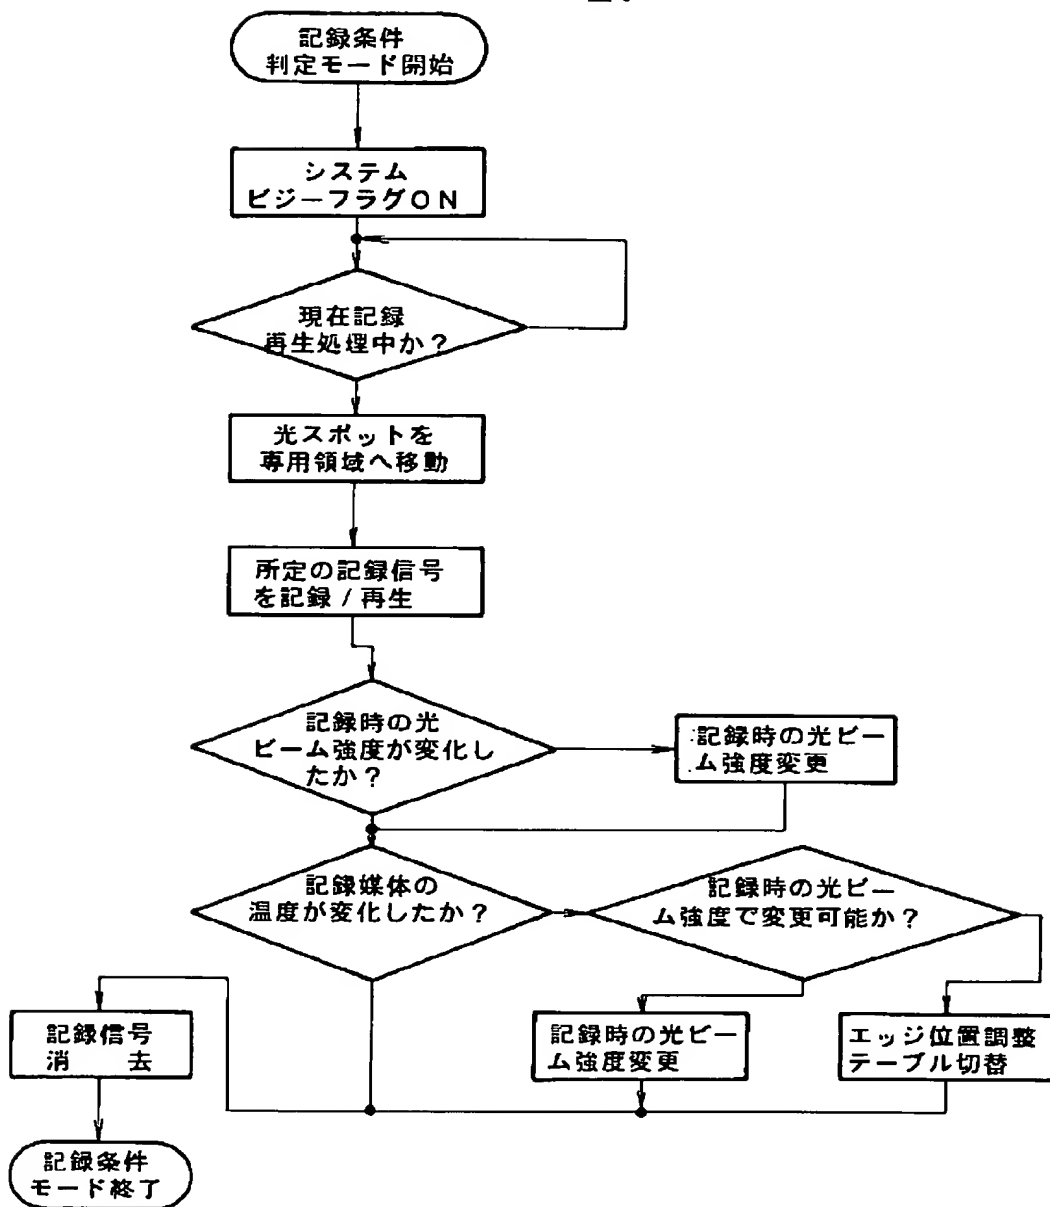 記録条件
判定モード開始
システム
ビジーフラグON
現在記録
再生処理中か？
光スポットを
専用領域へ移動
所定の記録信号
を記録/再生
記録時の光
ビーム強度が変化し
たか？
記録時の光ビー
ム強度変更
記録媒体の
温度が変化したか？
記録時の光ビー
ム強度で変更可能か？
記録信号
消　去
記録時の光ビー
ム強度変更
エッジ位置調整
テーブル切替
記録条件
モード終了